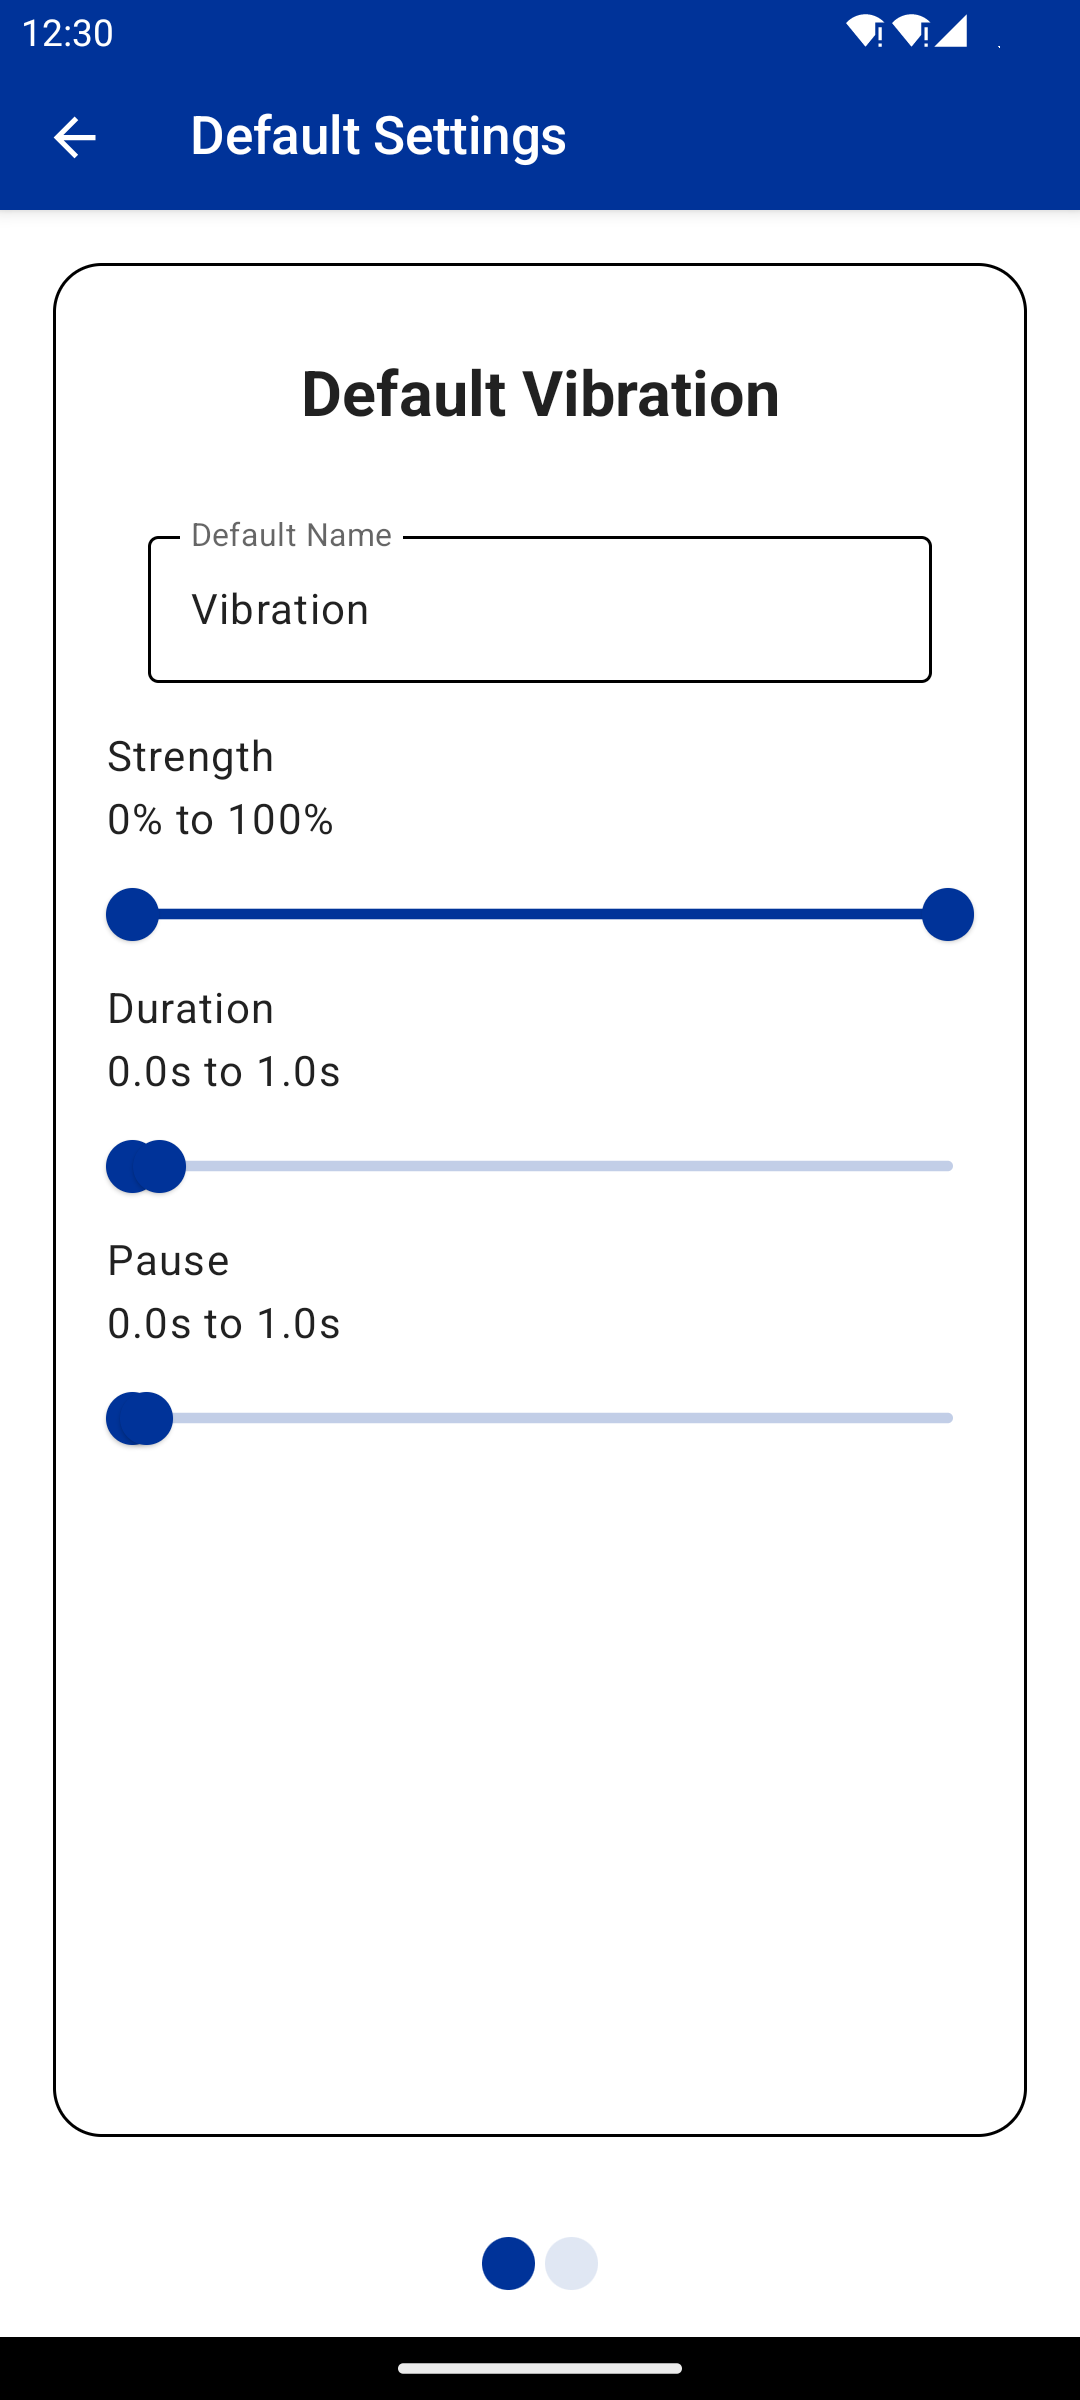 12:30
Default Settings
Default Vibration
Default Name
Vibration
Strength
0% to 100%
Duration
0.0s to 1.0s
Pause
0.0s to 1.0s